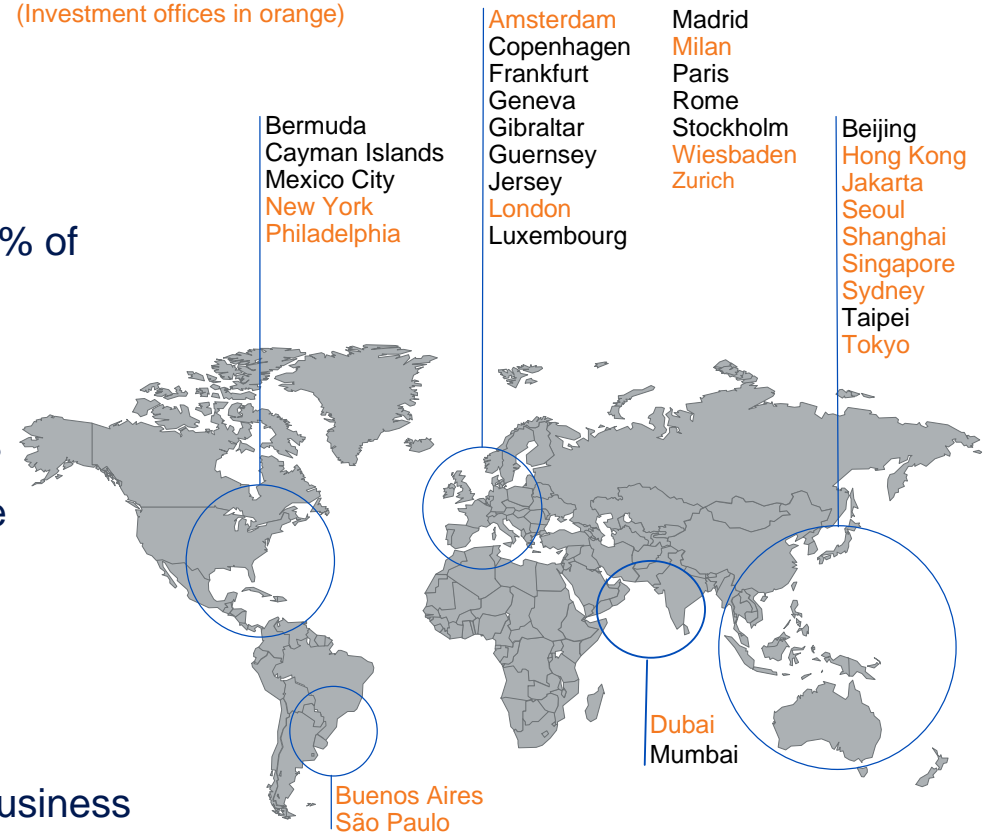 (Investment offices in orange)
% of
e
usiness
Bermuda
Cayman Islands
Mexico City
New York
Philadelphia
Amsterdam
Copenhagen
Frankfurt
Geneva
Gibraltar
Guernsey
Jersey
London
Luxembourg
Madrid
Milan
Paris
Rome
Stockholm
Wiesbaden
Zurich
Beijing
Hong Kong
Jakarta
Seoul
Shanghai
Singapore
Sydney
Taipei
Tokyo
Dubai
Mumbai
Buenos Aires
São Paulo